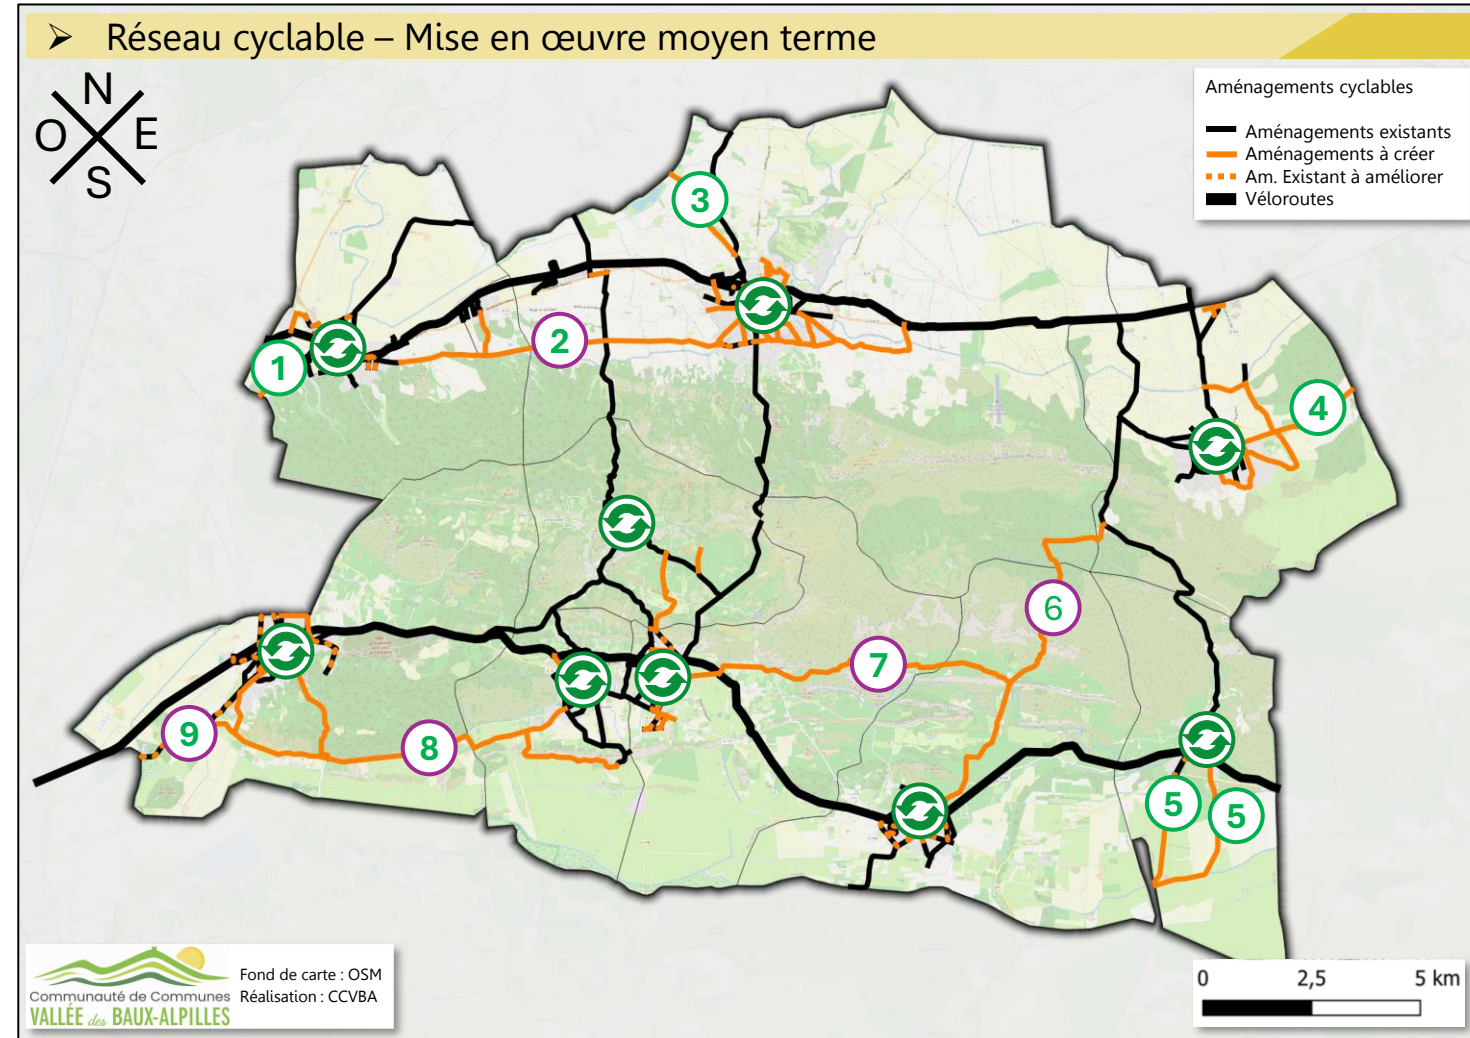 ➤ Réseau cyclable – Mise en œuvre moyen terme
N
O E
S
Aménagements cyclables
Aménagements existants
Aménagements à créer
Am. Existant à améliorer
Véloroutes
3
1
2
4
6
7
9
8
5
5
Communauté de Communes
VALLÉE des BAUX-ALPILLES
Fond de carte : OSM
Réalisation : CCVBA
0 2,5 5 km